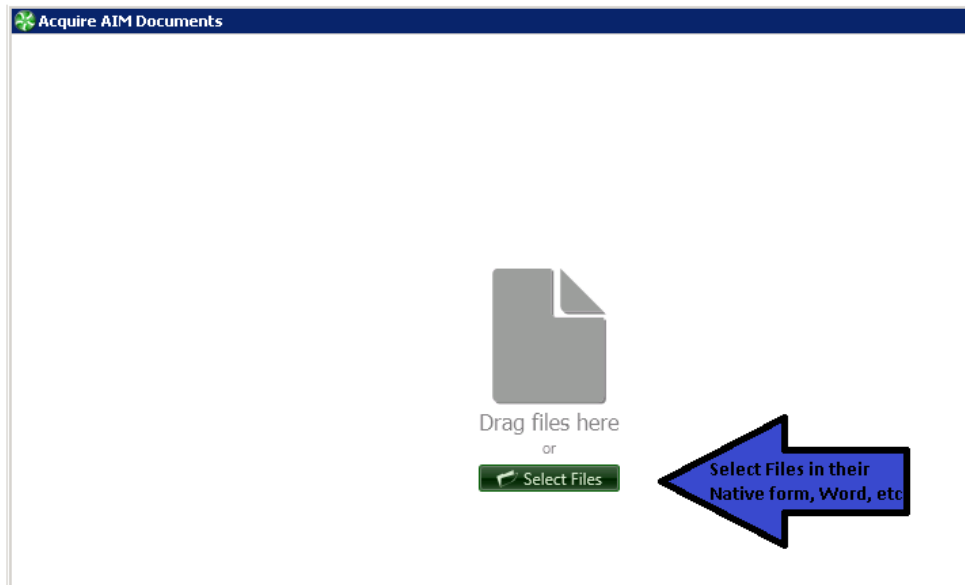 Acquire AIM Documents
Drag files here
or
Select Files
Select Files in their
Native form, Word, etc